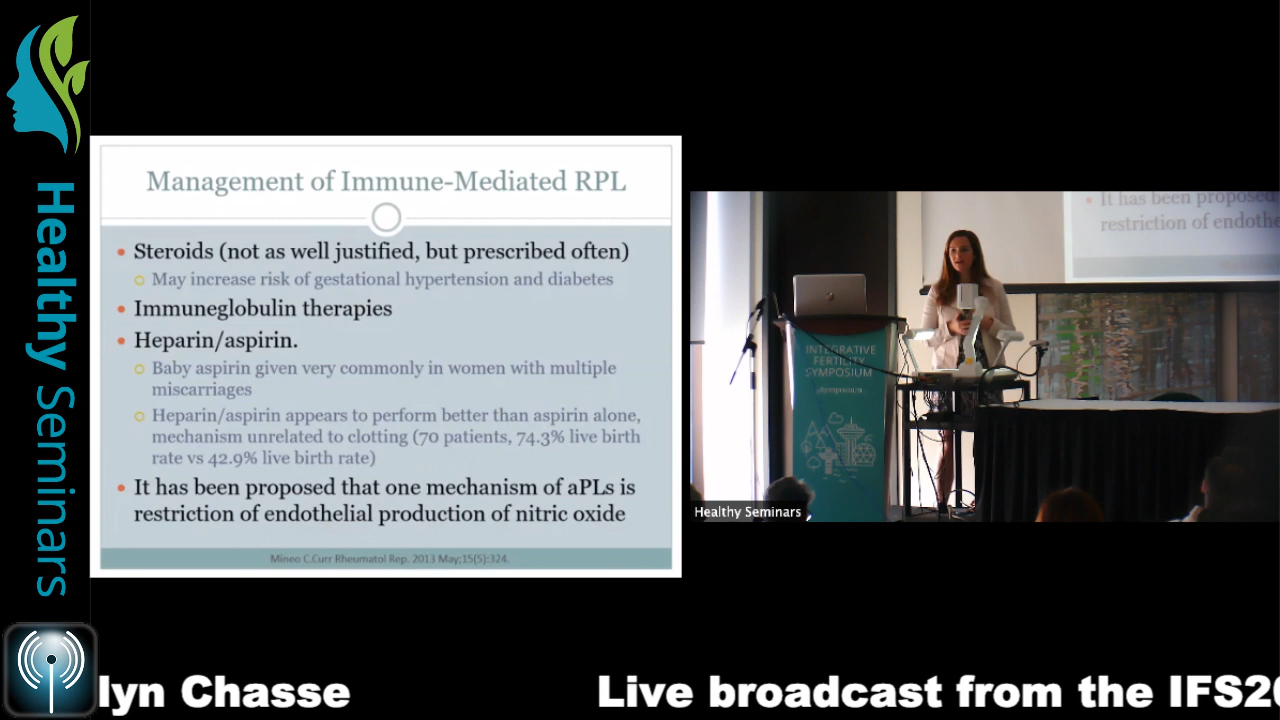 Healthy Seminars
Management of Immune-Mediated RPL
• Steroids (not as well justified, but prescribed often)
May increase risk of gestational hypertension and diabetes
• Immuneglobulin therapies
• Heparin/aspirin.
Baby aspirin given very commonly in women with multiple
miscarriages
Heparin/aspirin appears to perform better than aspirin alone,
mechanism unrelated to clotting (70 patients, 74.3% live birth
rate vs 42.9% live birth rate)
• It has been proposed that one mechanism of aPLs is
restriction of endothelial production of nitric oxide
Mineo C.Curr Rheumatol Rep. 2013 May;15(5):324.
• It has been proposed
restriction of endothe
INTEGRATIVE
FERTILITY
SYMPOSIUM
Healthy Seminars
lyn Chasse
Live broadcast from the IFS20